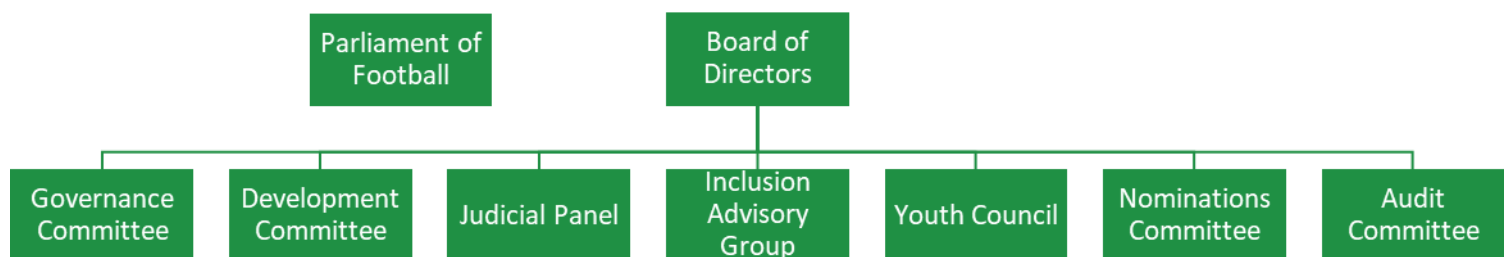 Parliament of
Football
Board of
Directors
Governance
Committee
Development
Committee
Judicial Panel
Inclusion
Advisory
Group
Youth Council
Nominations
Committee
Audit
Committee